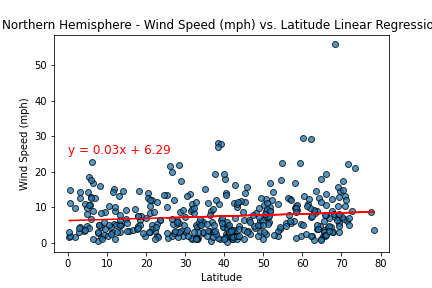 Northern Hemisphere - Wind Speed (mph) vs. Latitude Linear Regressio
50
40
30
20
10
0
Wind Speed (mph)
y = 0.03x + 6.29
0 10 20 30 40 50 60 70 80
Latitude